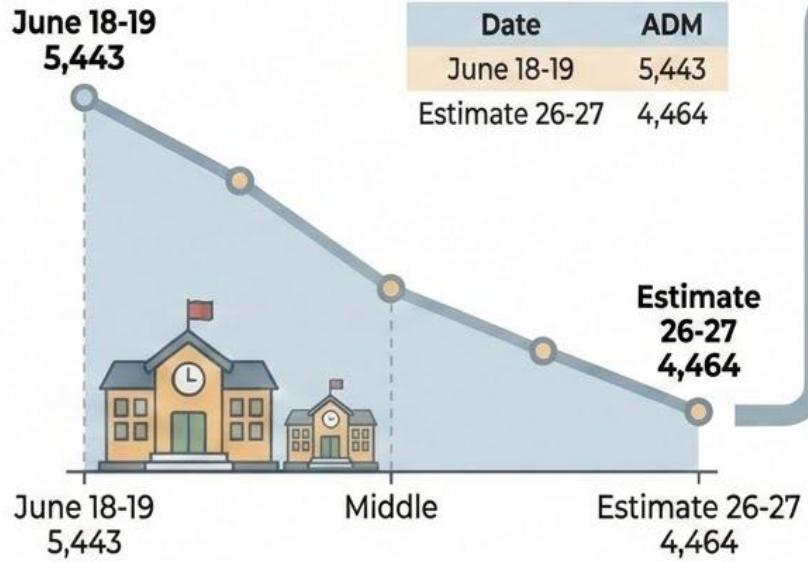 June 18-19
5,443
Date ADM
June 18-19 5,443
Estimate 26-27 4,464
Estimate
26-27
4,464
June 18-19
5,443
Middle
Estimate 26-27
4,464